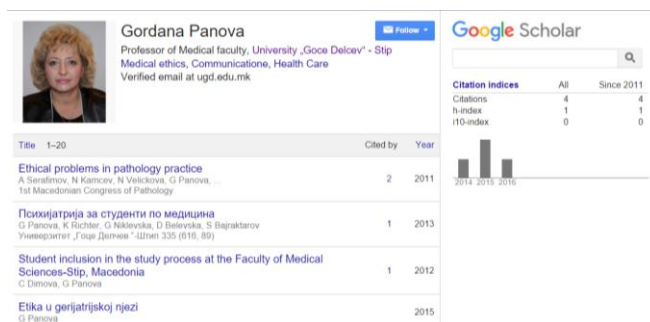 Gordana Panova
Follow
Professor of Medical faculty, University „Goce Delcev" - Stip
Medical ethics, Communicatione, Health Care
Verified email at ugd.edu.mk
Title 1–20 Cited by Year
Ethical problems in pathology practice 2 2011
A Serafimov, N Kamcev, N Velickova, G Panova, ...
1st Macedonian Congress of Pathology
Психијатрија за студенти по медицина 1 2013
G Panova, K Richter, G Niklevska, D Belevska, S Bajraktarov
Универзитет „Гоце Делчев "-Штип 335 (616, 89)
Student inclusion in the study process at the Faculty of Medical
Sciences-Stip, Macedonia 1 2012
C Dimova, G Panova
Etika u gerijatrijskoj njezi 2015
G Panova
Google Scholar
Citation indices All Since 2011
Citations 4 4
h-index 1 1
i10-index 0 0
2014 2015 2016